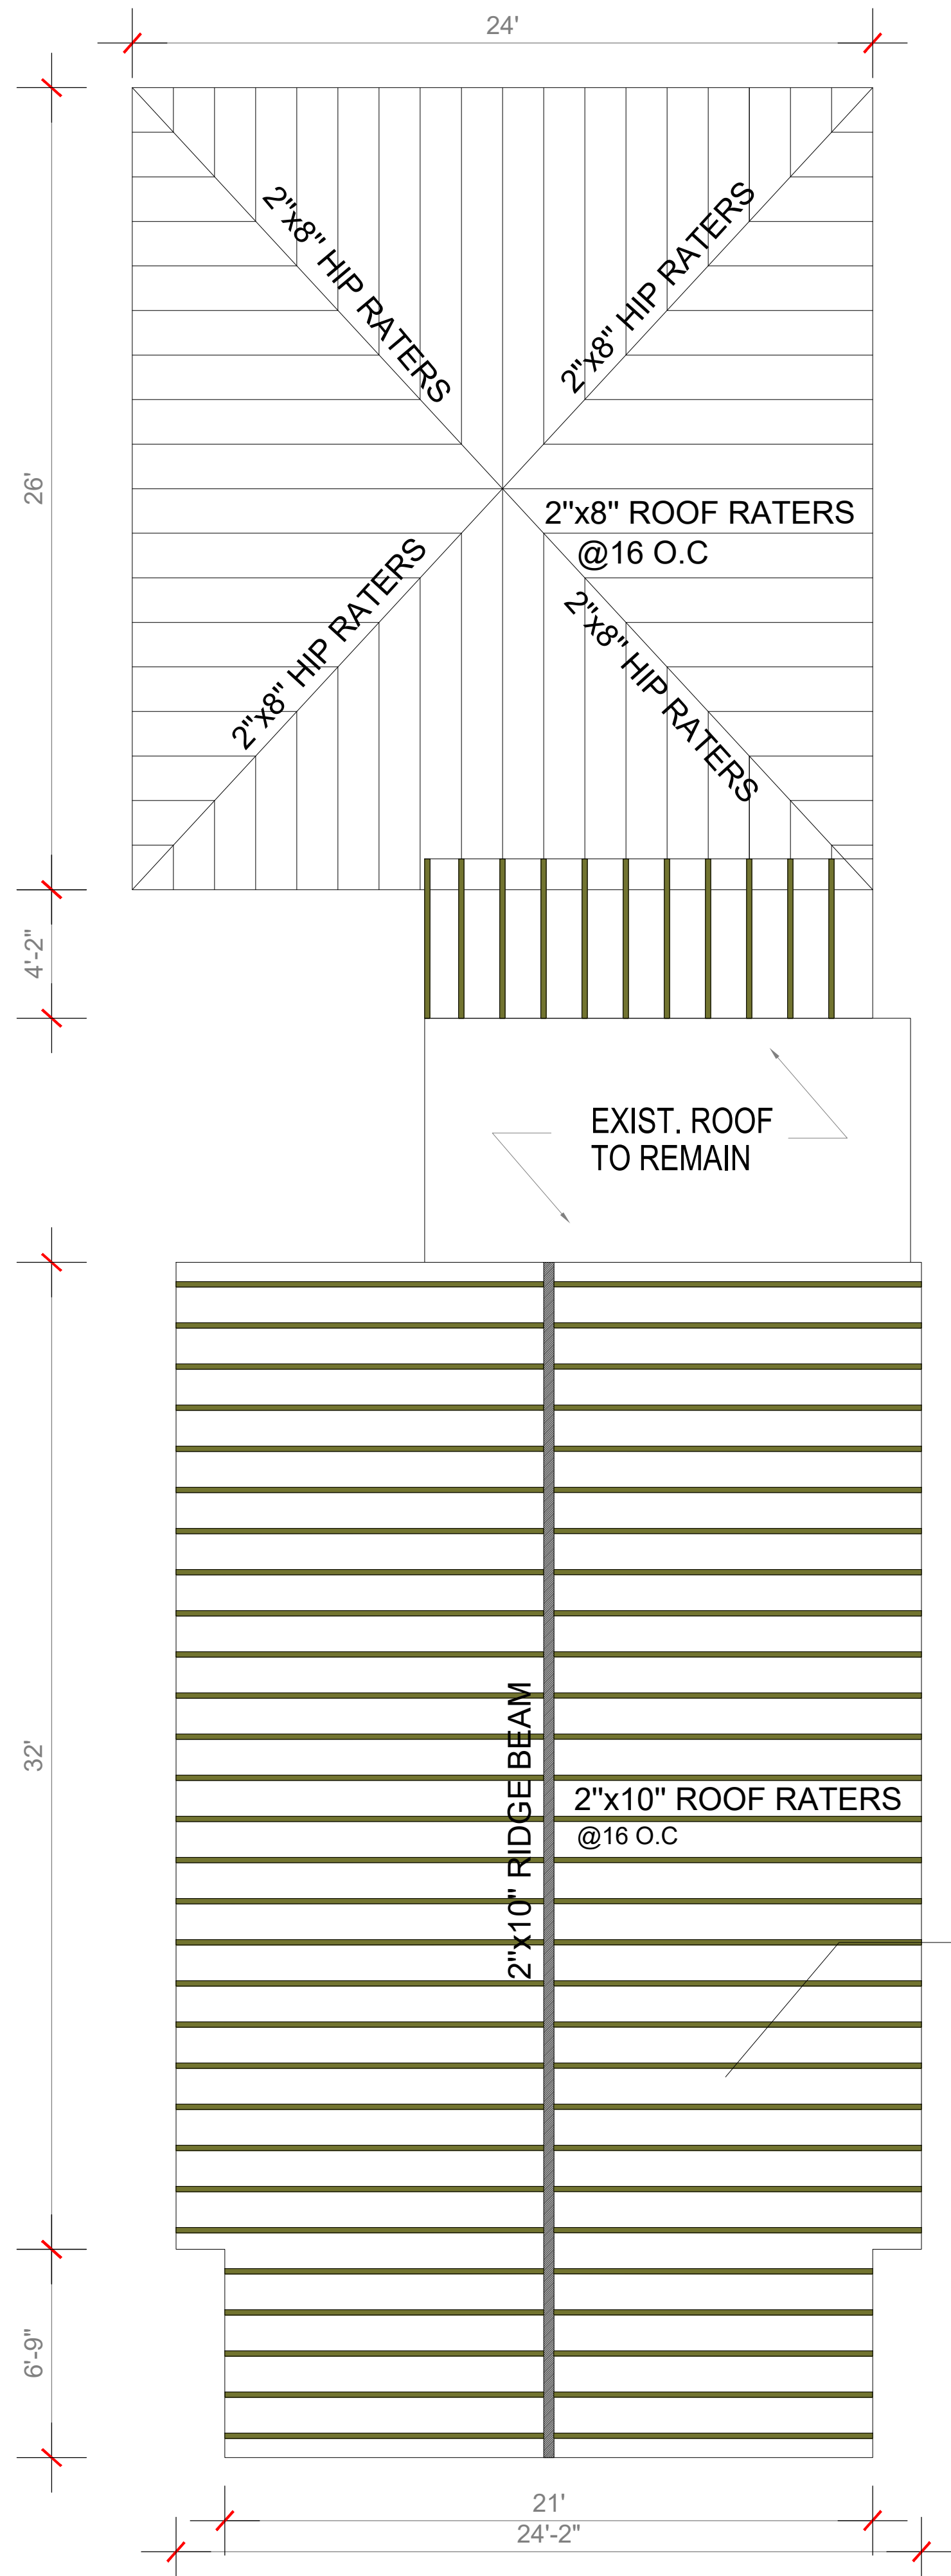 24'
2"x8" HIP RATERS
2"x8" HIP RATERS
26'
2"x8" ROOF RATERS
@16 O.C
2"x8" HIP RATERS
2"x8" HIP RATERS
4'-2"
EXIST. ROOF
TO REMAIN
32'
2"x10" RIDGE BEAM
2"x10" ROOF RATERS
@16 O.C
6'-9"
21'
24'-2"